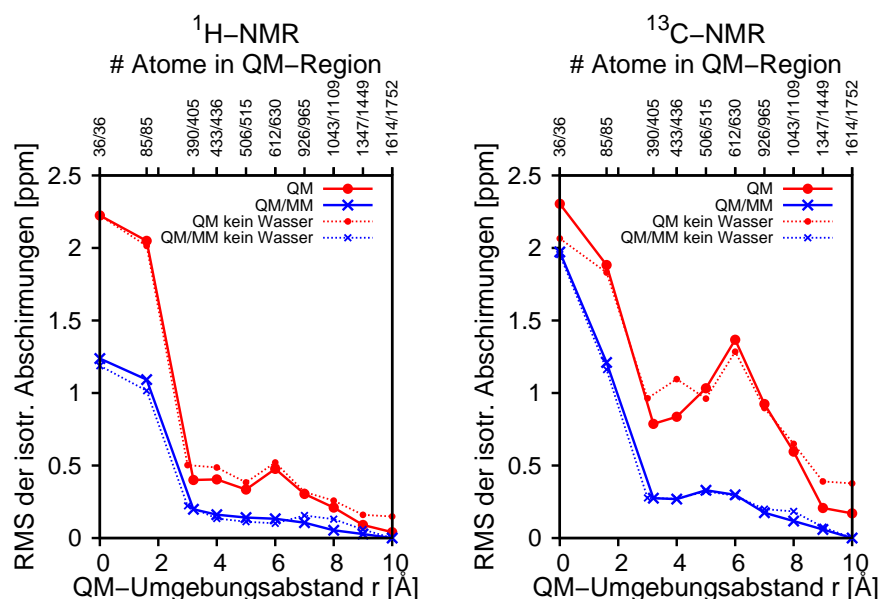 ¹H−NMR
# Atome in QM−Region
36/36
85/85
390/405
433/436
506/515
612/630
926/965
1043/1109
1347/1449
1614/1752
RMS der isotr. Abschirmungen [ppm]
2.5
2
1.5
1
0.5
0
QM
QM/MM
QM kein Wasser
QM/MM kein Wasser
0 2 4 6 8 10
QM−Umgebungsabstand r [Å]
¹³C−NMR
# Atome in QM−Region
36/36
85/85
390/405
433/436
506/515
612/630
926/965
1043/1109
1347/1449
1614/1752
RMS der isotr. Abschirmungen [ppm]
2.5
2
1.5
1
0.5
0
QM
QM/MM
QM kein Wasser
QM/MM kein Wasser
0 2 4 6 8 10
QM−Umgebungsabstand r [Å]